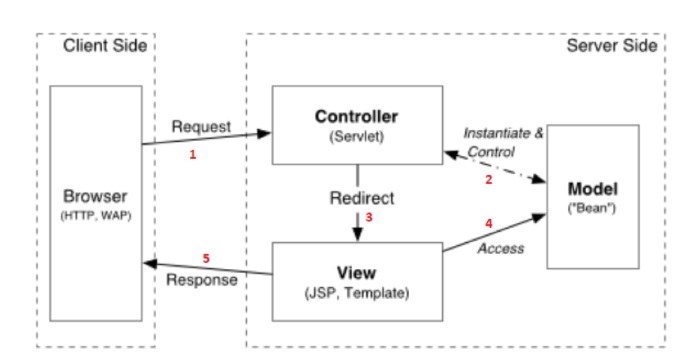 Client Side
Server Side
Request
1
Controller
(Servlet)
Instantiate &
Control
2
Browser
(HTTP, WAP)
Redirect
3
Model
("Bean")
4
Access
5
Response
View
(JSP, Template)